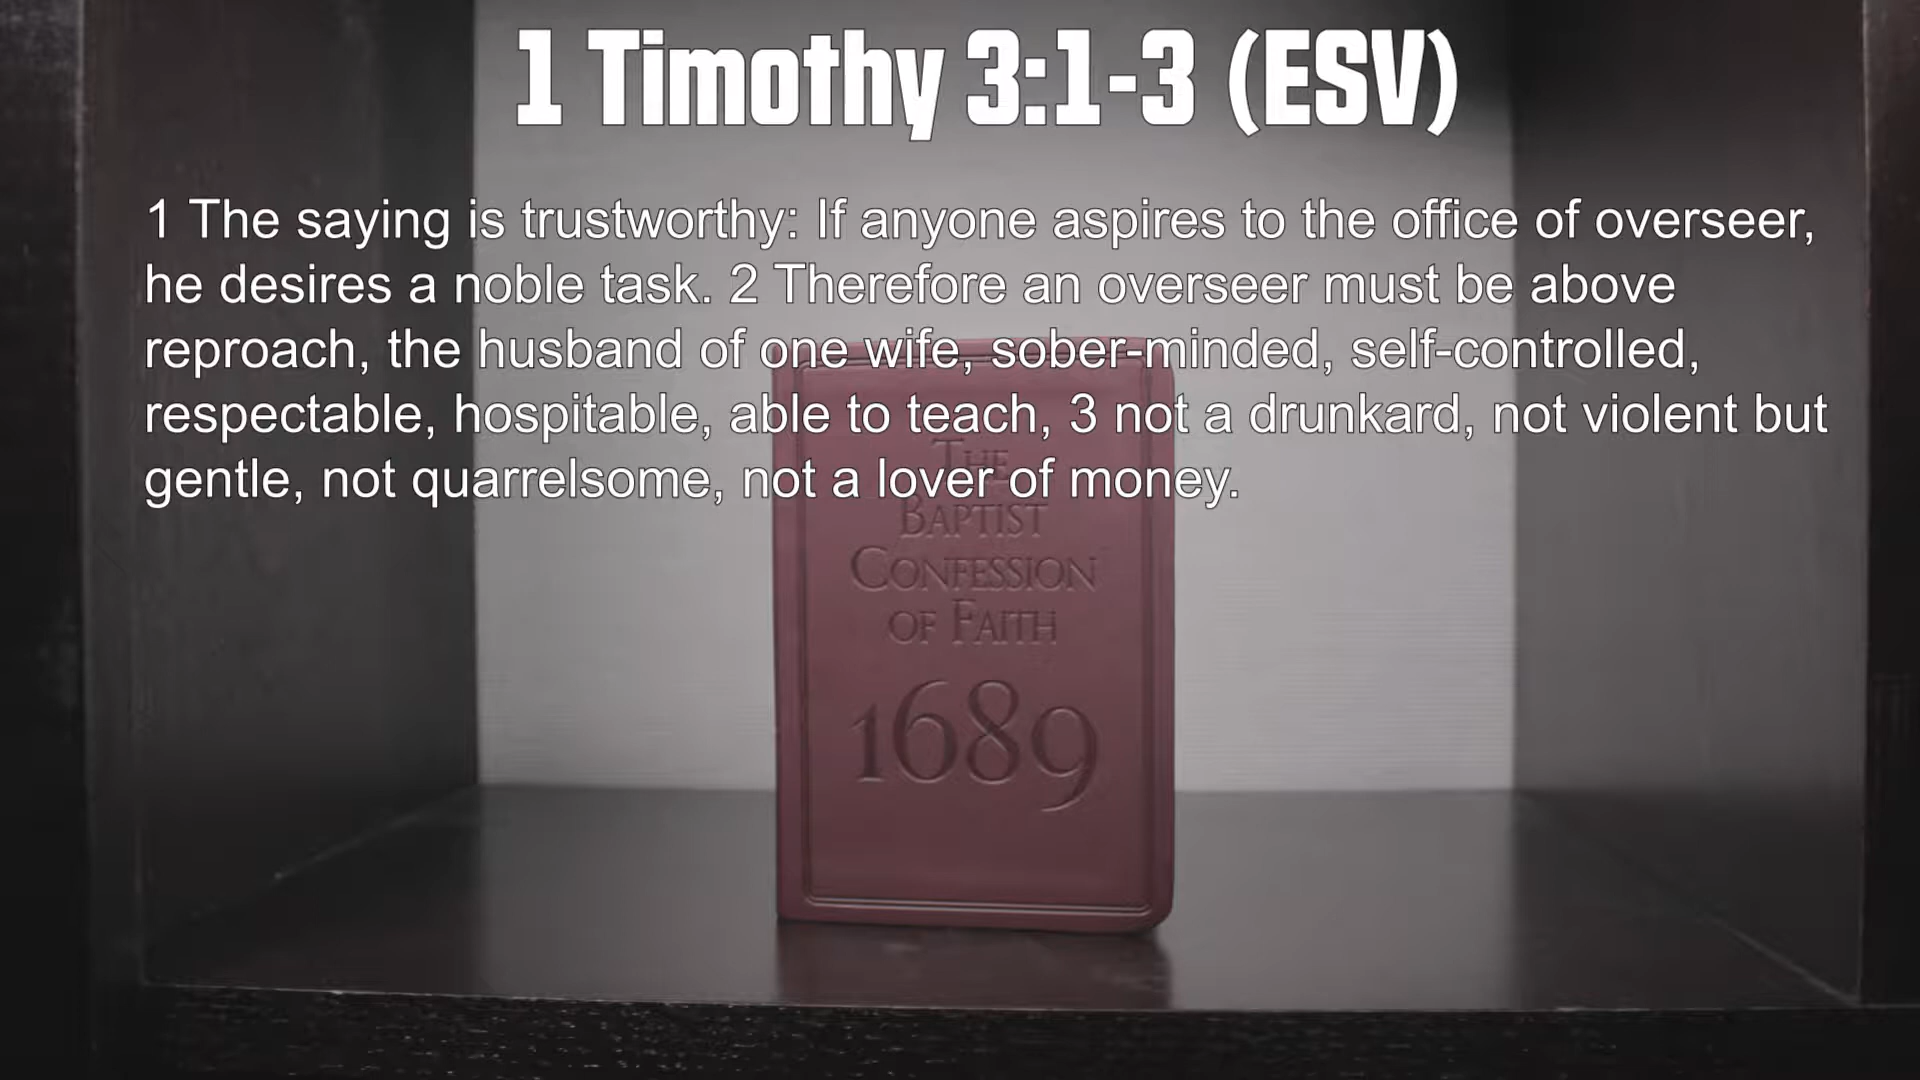 1 Timothy 3:1-3 (ESV)
1 The saying is trustworthy: If anyone aspires to the office of overseer,
he desires a noble task. 2 Therefore an overseer must be above
reproach, the husband of one wife, sober-minded, self-controlled,
respectable, hospitable, able to teach, 3 not a drunkard, not violent but
gentle, not quarrelsome, not a lover of money.
THE
BAPTIST
CONFESSION
OF FAITH
1689